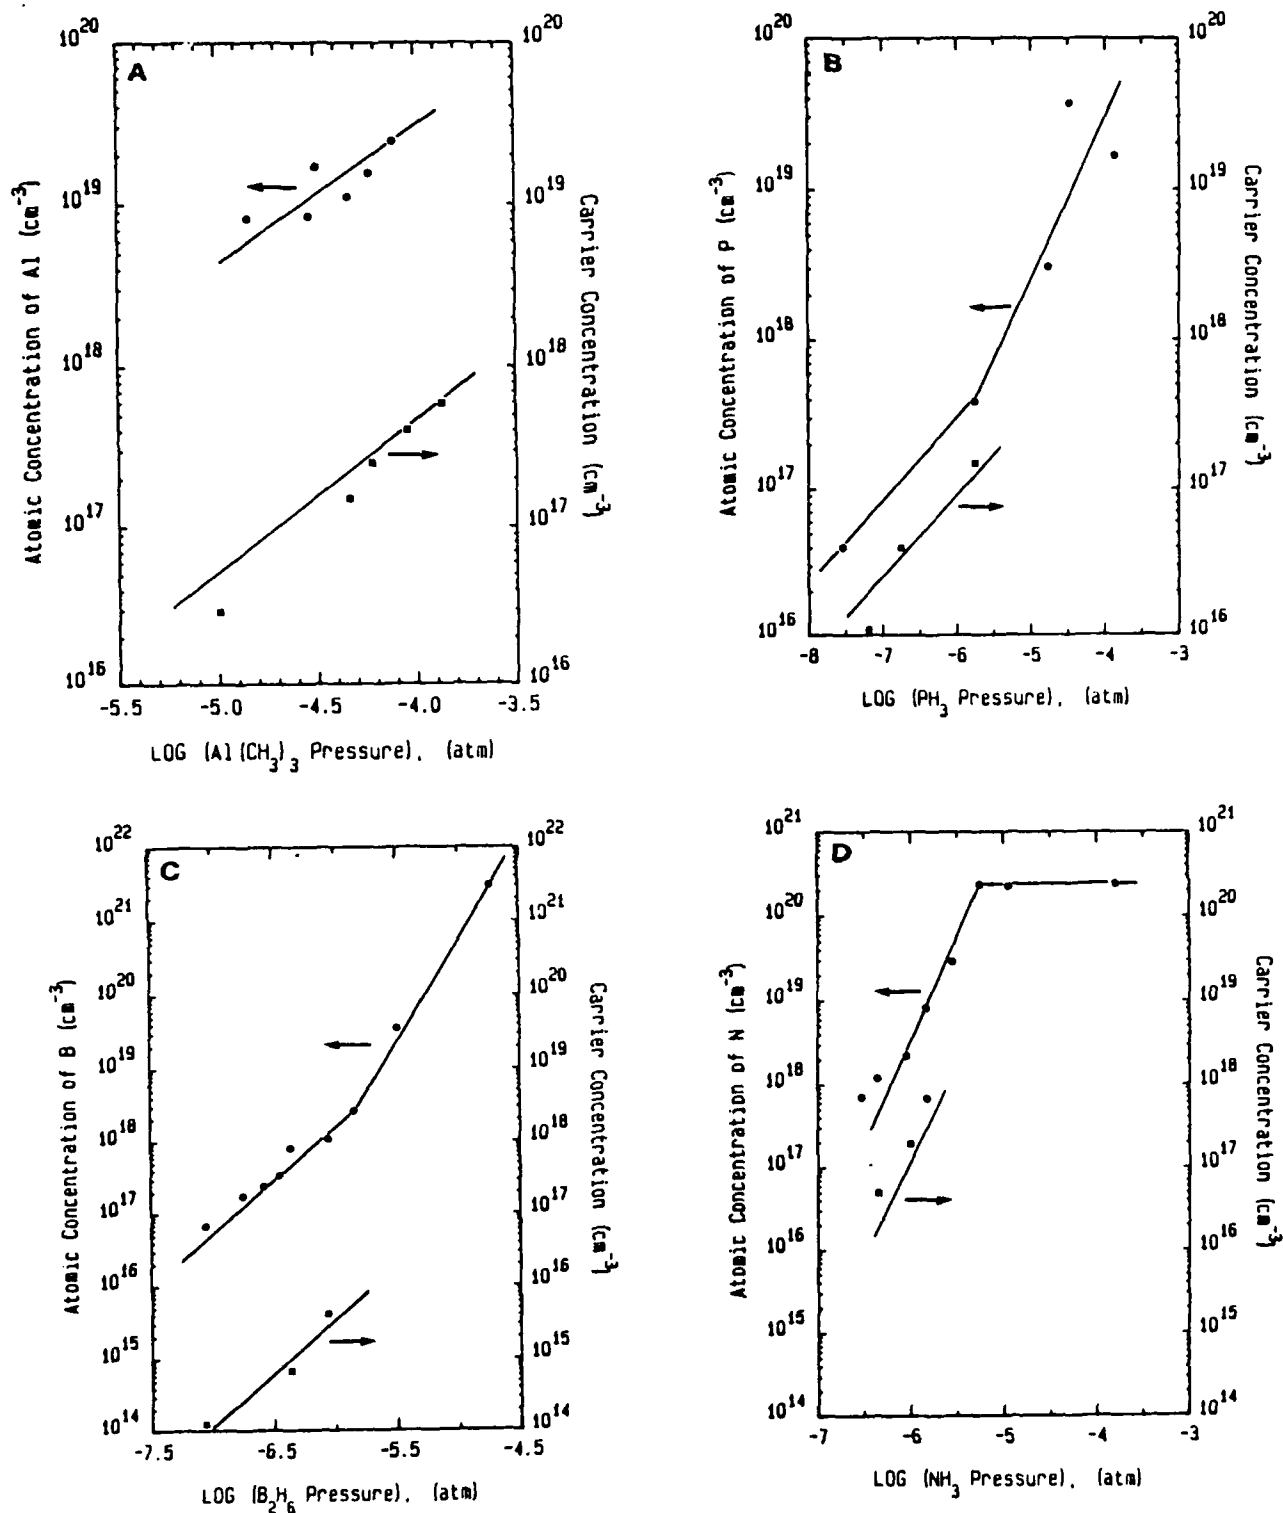 A
10^20
10^19
10^18
10^17
10^16
Atomic Concentration of Al (cm^-3)
10^20
10^19
10^18
10^17
10^16
Carrier Concentration (cm^-3)
-5.5 -5.0 -4.5 -4.0 -3.5
LOG (Al(CH_3)_3 Pressure), (atm)
B
10^20
10^19
10^18
10^17
10^16
Atomic Concentration of P (cm^-3)
10^20
10^19
10^18
10^17
10^16
Carrier Concentration (cm^-3)
-8 -7 -6 -5 -4 -3
LOG (PH_3 Pressure), (atm)
C
10^22
10^21
10^20
10^19
10^18
10^17
10^16
10^15
10^14
Atomic Concentration of B (cm^-3)
10^22
10^21
10^20
10^19
10^18
10^17
10^16
10^15
10^14
Carrier Concentration (cm^-3)
-7.5 -6.5 -5.5 -4.5
LOG (B_2H_6 Pressure), (atm)
D
10^21
10^20
10^19
10^18
10^17
10^16
10^15
10^14
Atomic Concentration of N (cm^-3)
10^21
10^20
10^19
10^18
10^17
10^16
10^15
10^14
Carrier Concentration (cm^-3)
-7 -6 -5 -4 -3
LOG (NH_3 Pressure), (atm)